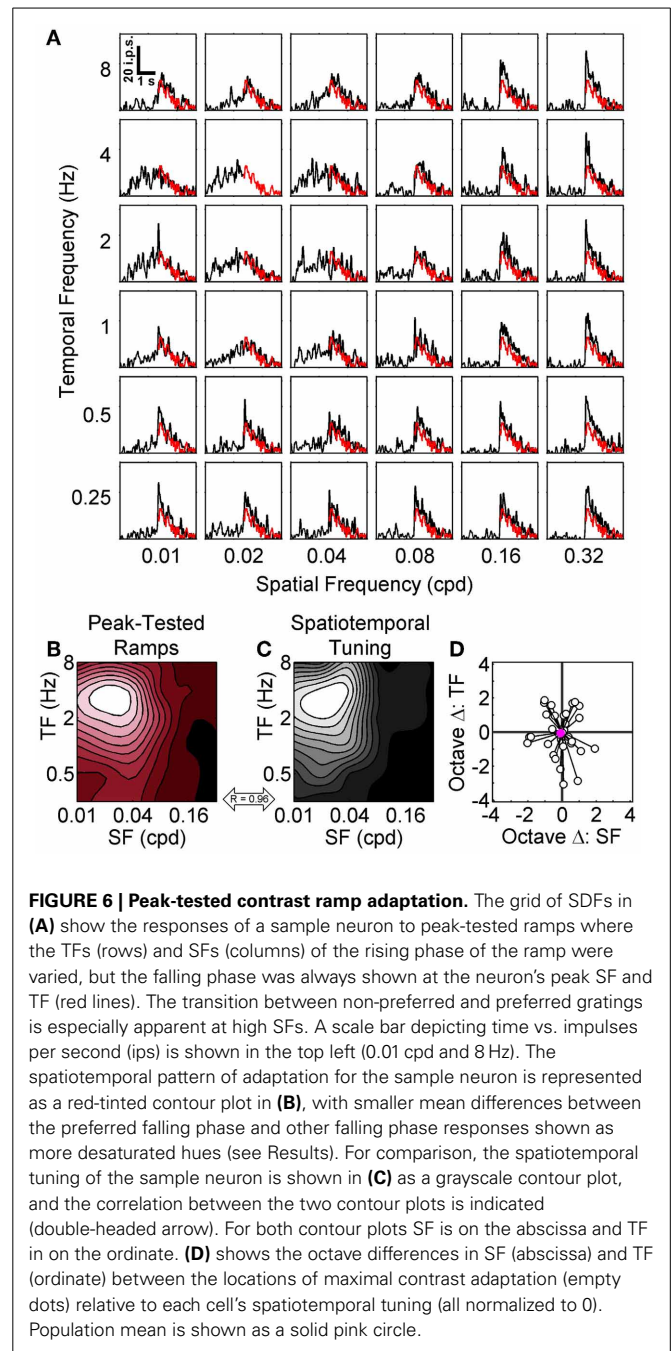 A
20 i.p.s.
1 s
Temporal Frequency (Hz)
8
4
2
1
0.5
0.25
0.01 0.02 0.04 0.08 0.16 0.32
Spatial Frequency (cpd)
B Peak-Tested Ramps
TF (Hz)
8
2
0.5
0.01 0.04 0.16
SF (cpd)
R = 0.96
C Spatiotemporal Tuning
TF (Hz)
8
2
0.5
0.01 0.04 0.16
SF (cpd)
D
Octave Δ: TF
4
2
0
-2
-4
-4 -2 0 2 4
Octave Δ: SF
FIGURE 6 | Peak-tested contrast ramp adaptation. The grid of SDFs in
(A) show the responses of a sample neuron to peak-tested ramps where
the TFs (rows) and SFs (columns) of the rising phase of the ramp were
varied, but the falling phase was always shown at the neuron's peak SF and
TF (red lines). The transition between non-preferred and preferred gratings
is especially apparent at high SFs. A scale bar depicting time vs. impulses
per second (ips) is shown in the top left (0.01 cpd and 8 Hz). The
spatiotemporal pattern of adaptation for the sample neuron is represented
as a red-tinted contour plot in (B), with smaller mean differences between
the preferred falling phase and other falling phase responses shown as
more desaturated hues (see Results). For comparison, the spatiotemporal
tuning of the sample neuron is shown in (C) as a grayscale contour plot,
and the correlation between the two contour plots is indicated
(double-headed arrow). For both contour plots SF is on the abscissa and TF
in on the ordinate. (D) shows the octave differences in SF (abscissa) and TF
(ordinate) between the locations of maximal contrast adaptation (empty
dots) relative to each cell's spatiotemporal tuning (all normalized to 0).
Population mean is shown as a solid pink circle.